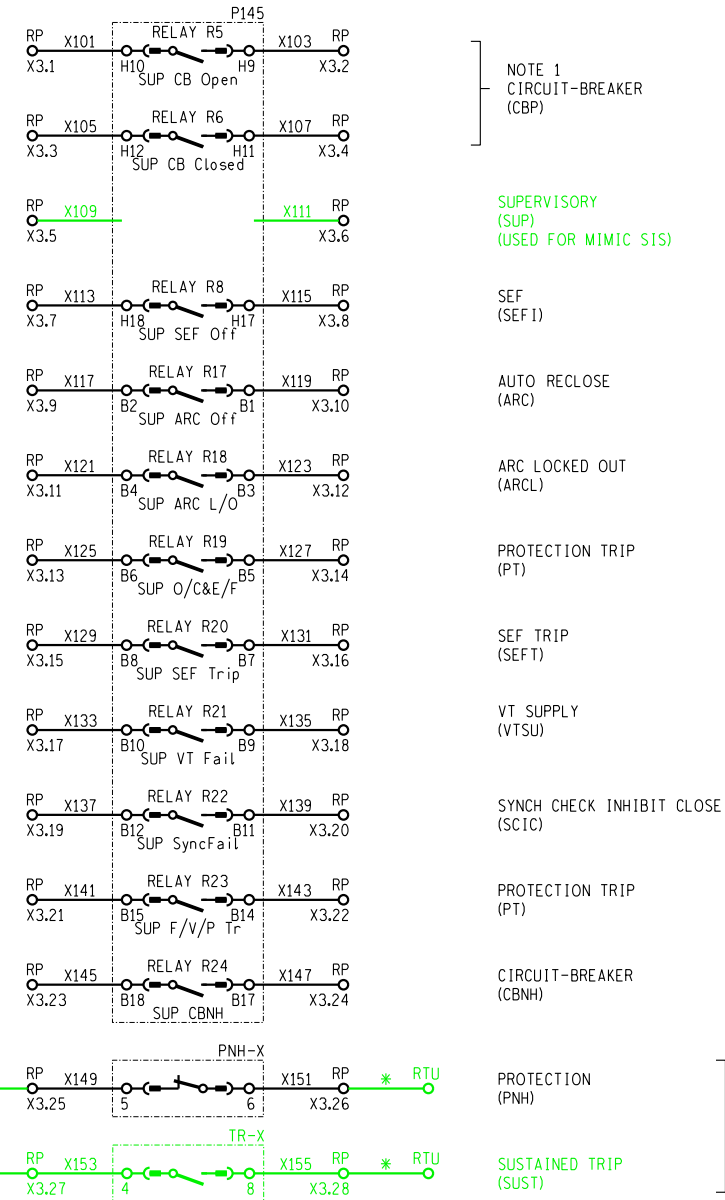 P145
RP X101 RELAY R5 X103 RP
X3.1 H10 SUP CB Open H9 X3.2
NOTE 1
CIRCUIT-BREAKER
(CBP)
RP X105 RELAY R6 X107 RP
X3.3 H12 SUP CB Closed H11 X3.4
RP X109 X111 RP
X3.5 X3.6
SUPERVISORY
(SUP)
(USED FOR MIMIC SIS)
RP X113 RELAY R8 X115 RP
X3.7 H18 SUP SEF Off H17 X3.8
SEF
(SEFI)
RP X117 RELAY R17 X119 RP
X3.9 B2 SUP ARC Off B1 X3.10
AUTO RECLOSE
(ARC)
RP X121 RELAY R18 X123 RP
X3.11 B4 SUP ARC L/O B3 X3.12
ARC LOCKED OUT
(ARCL)
RP X125 RELAY R19 X127 RP
X3.13 B6 SUP O/C&E/F B5 X3.14
PROTECTION TRIP
(PT)
RP X129 RELAY R20 X131 RP
X3.15 B8 SUP SEF Trip B7 X3.16
SEF TRIP
(SEFT)
RP X133 RELAY R21 X135 RP
X3.17 B10 SUP VT Fail B9 X3.18
VT SUPPLY
(VTSU)
RP X137 RELAY R22 X139 RP
X3.19 B12 SUP SyncFail B11 X3.20
SYNCH CHECK INHIBIT CLOSE
(SCIC)
RP X141 RELAY R23 X143 RP
X3.21 B15 SUP F/V/P Tr B14 X3.22
PROTECTION TRIP
(PT)
RP X145 RELAY R24 X147 RP
X3.23 B18 SUP CBNH B17 X3.24
CIRCUIT-BREAKER
(CBNH)
PNH-X
RP X149 X151 RP * RTU
X3.25 5 6 X3.26
PROTECTION
(PNH)
TR-X
RP X153 X155 RP * RTU
X3.27 4 8 X3.28
SUSTAINED TRIP
(SUST)